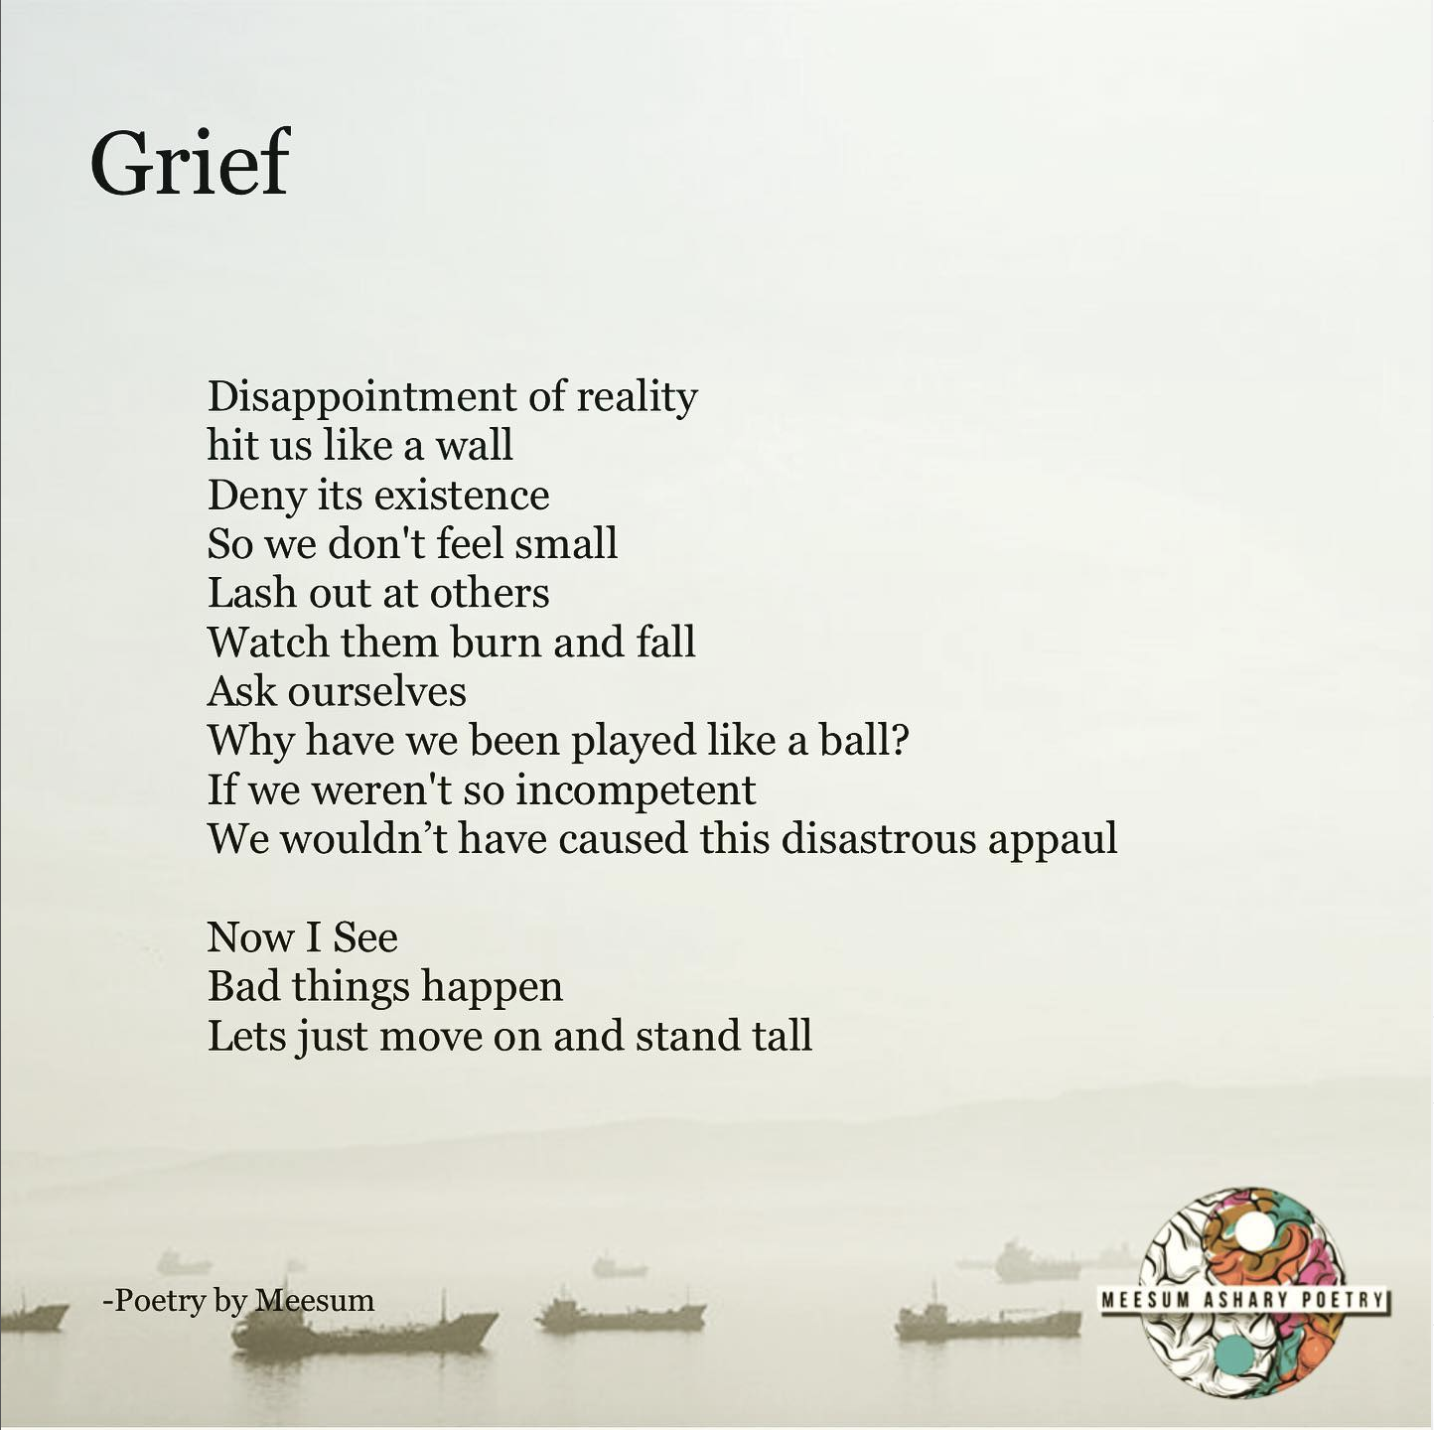 Grief
Disappointment of reality
hit us like a wall
Deny its existence
So we don't feel small
Lash out at others
Watch them burn and fall
Ask ourselves
Why have we been played like a ball?
If we weren't so incompetent
We wouldn’t have caused this disastrous appaul
Now I See
Bad things happen
Lets just move on and stand tall
-Poetry by Meesum
MEESUM ASHARY POETRY